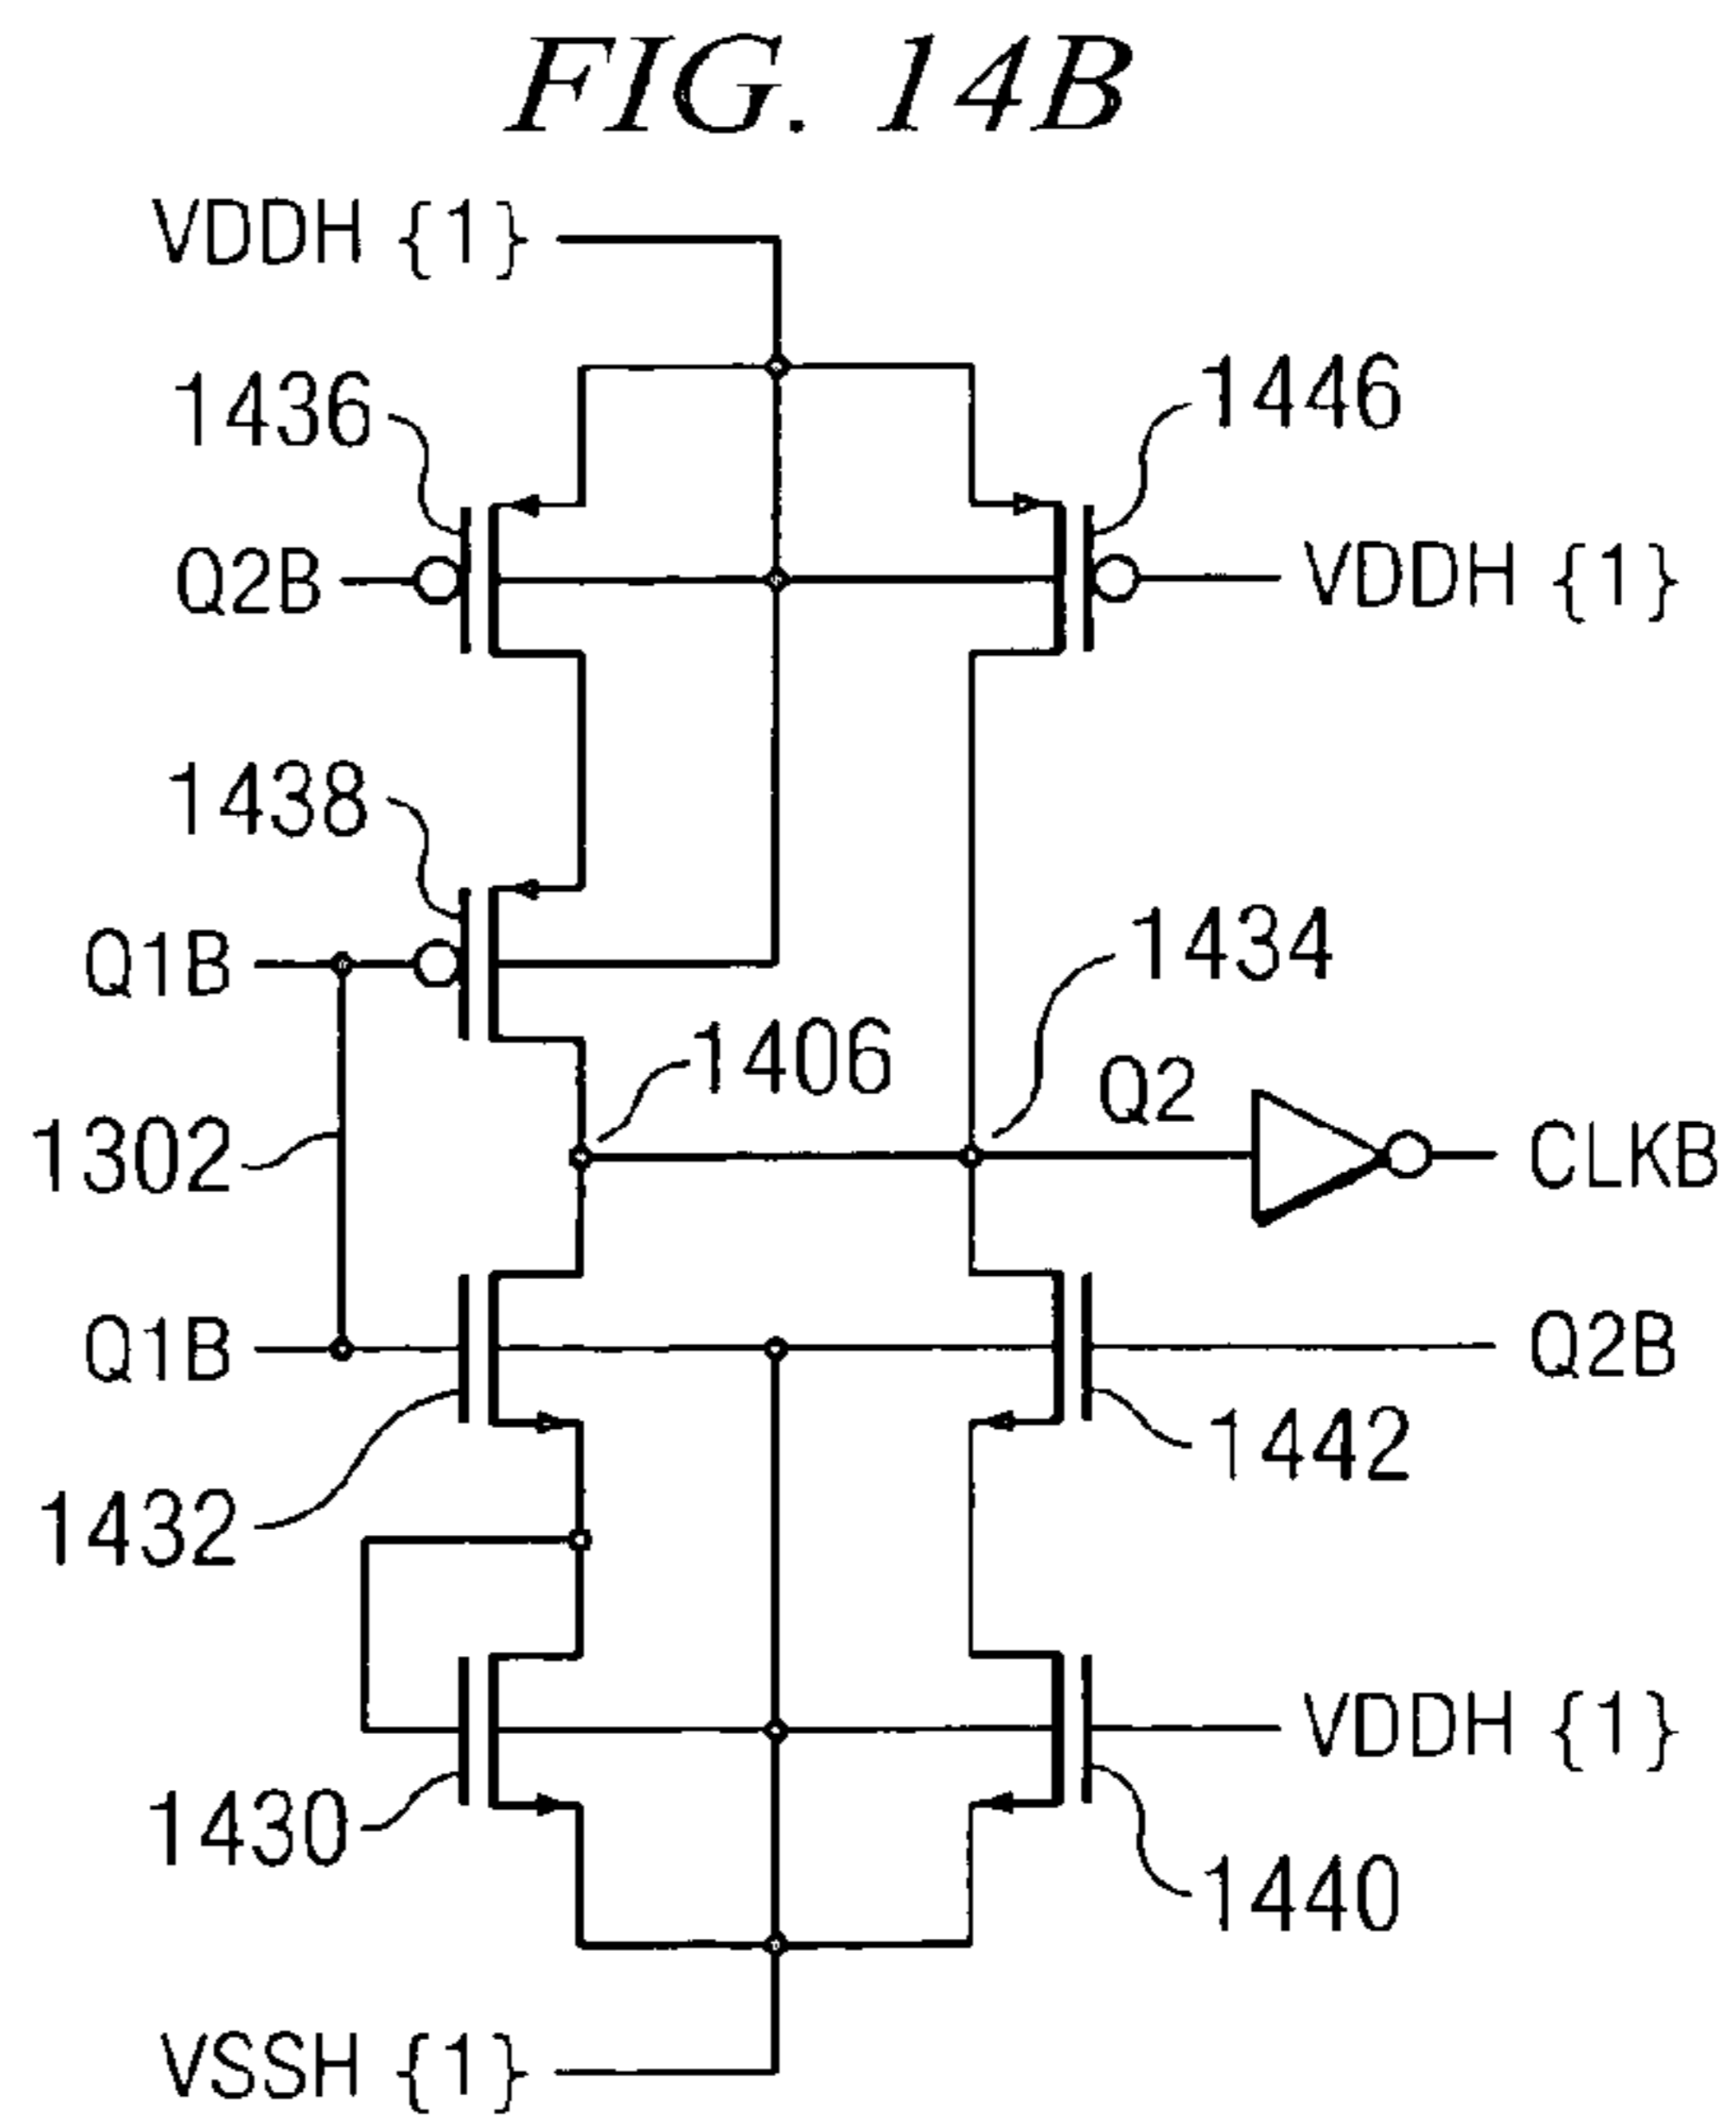 FIG. 14B
VDDH {1}
1436
1446
Q2B
VDDH {1}
1438
1434
Q1B
1406
Q2
1302
CLKB
Q1B
Q2B
1442
1432
VDDH {1}
1430
1440
VSSH {1}